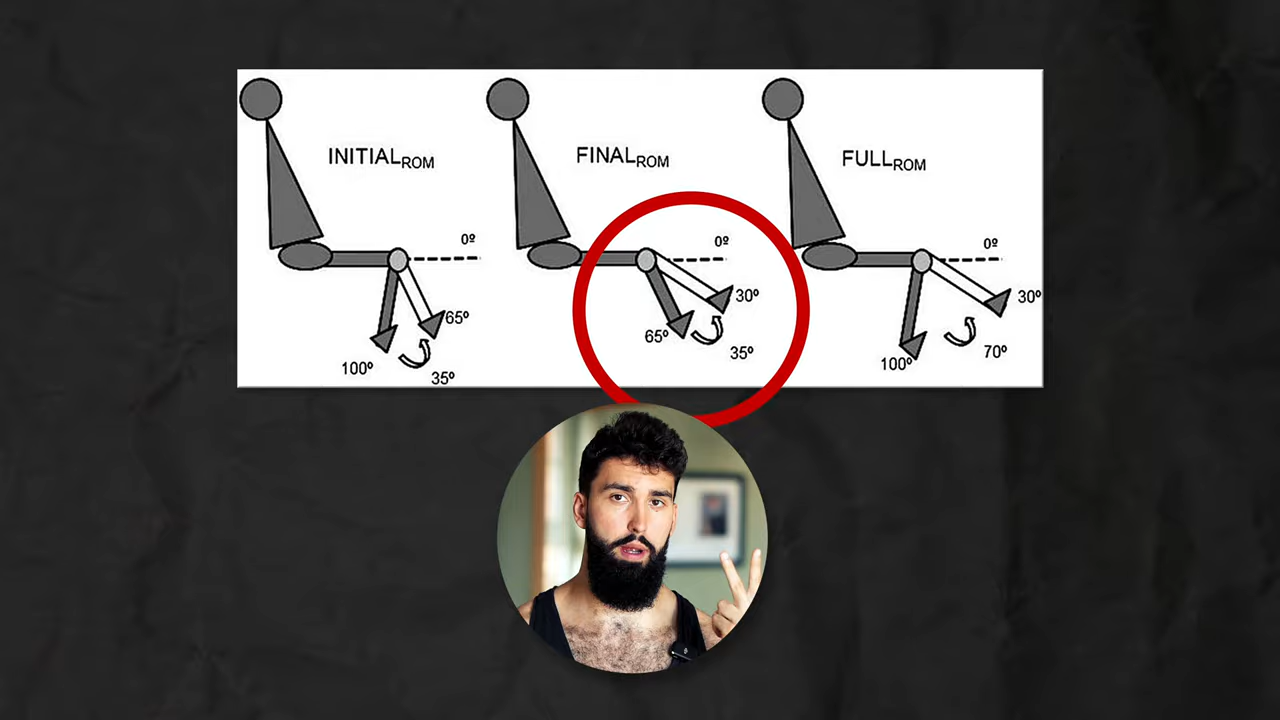 INITIALROM
FINALROM
FULLROM
0º
0º
0º
65º
100º
35º
30º
65º
35º
30º
100º
70º